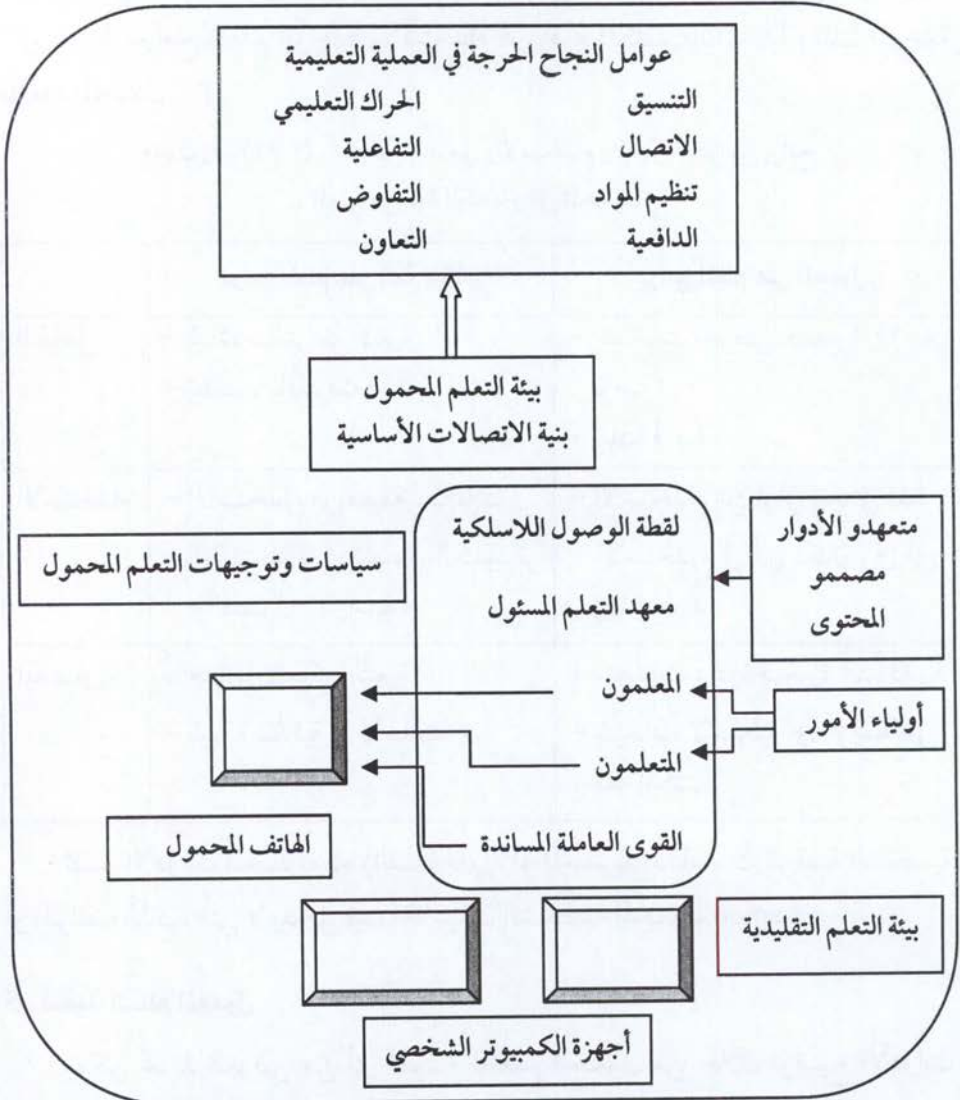 عوامل النجاح الحرجة في العملية التعليمية
التنسيق الحراك التعليمي
الاتصال التفاعلية
تنظيم المواد التفاوض
الدافعية التعاون
بيئة التعلم المحمول
بنية الاتصالات الأساسية
متعهدو الأدوار
مصممو
المحتوى
لقطة الوصول اللاسلكية
معهد التعلم المسئول
سياسات وتوجيهات التعلم المحمول
المعلمون
أولياء الأمور
المتعلمون
القوى العاملة المساندة
الهاتف المحمول
بيئة التعلم التقليدية
أجهزة الكمبيوتر الشخصي